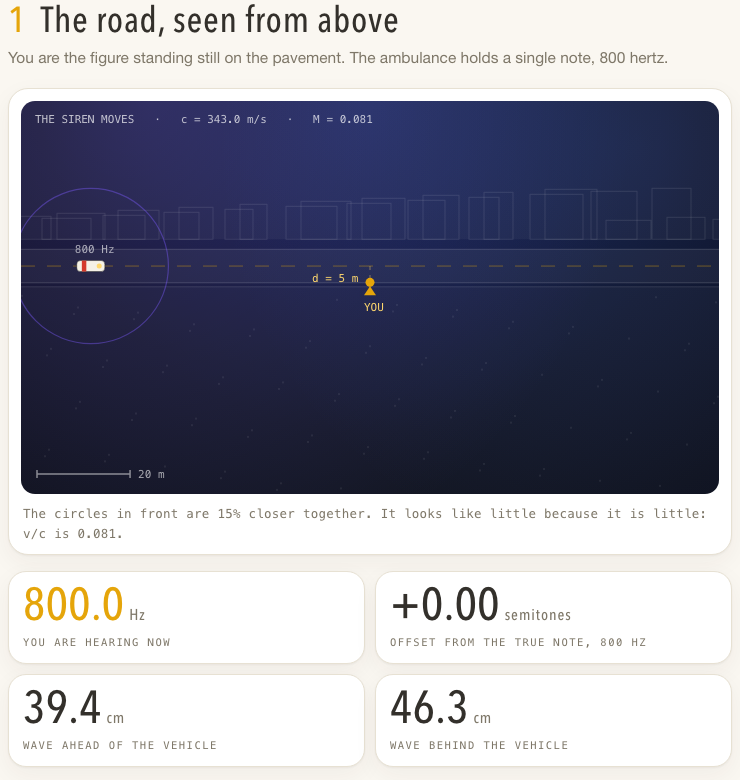 1 The road, seen from above
You are the figure standing still on the pavement. The ambulance holds a single note, 800 hertz.
THE SIREN MOVES · c = 343.0 m/s · M = 0.081
800 Hz
d = 5 m
YOU
20 m
The circles in front are 15% closer together. It looks like little because it is little:
v/c is 0.081.
800.0 Hz
YOU ARE HEARING NOW
+0.00 semitones
OFFSET FROM THE TRUE NOTE, 800 HZ
39.4 cm
WAVE AHEAD OF THE VEHICLE
46.3 cm
WAVE BEHIND THE VEHICLE